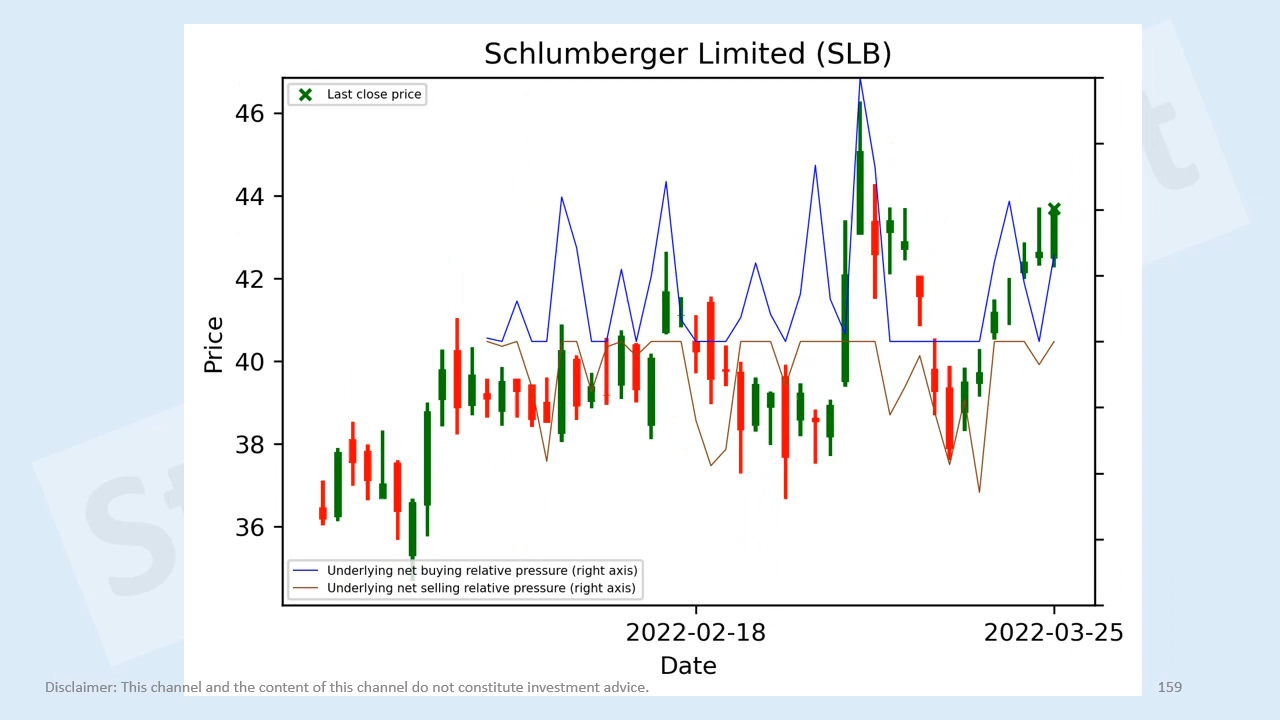 Schlumberger Limited (SLB)
Last close price
46
44
42
40
38
36
Price
Underlying net buying relative pressure (right axis)
Underlying net selling relative pressure (right axis)
2022-02-18
2022-03-25
Date
Disclaimer: This channel and the content of this channel do not constitute investment advice.
159